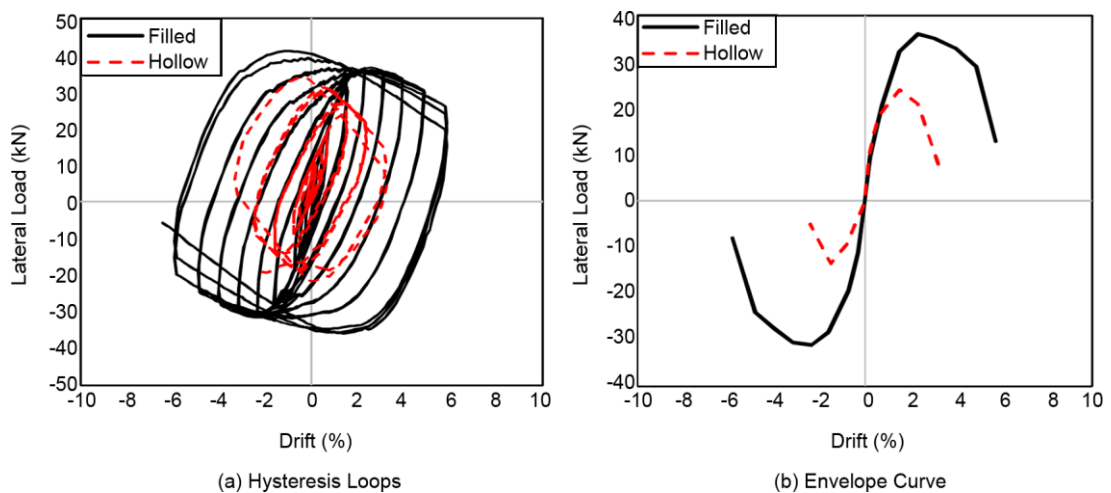 50
40
30
20
10
0
-10
-20
-30
-40
-50
Lateral Load (kN)
Filled
Hollow
-10 -8 -6 -4 -2 0 2 4 6 8 10
Drift (%)
(a) Hysteresis Loops
40
30
20
10
0
-10
-20
-30
-40
Lateral Load (kN)
Filled
Hollow
-10 -8 -6 -4 -2 0 2 4 6 8 10
Drift (%)
(b) Envelope Curve